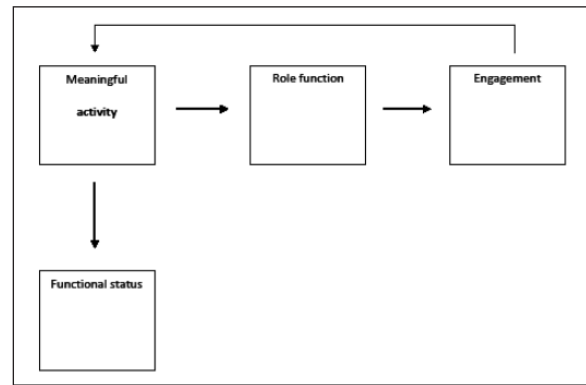 Meaningful
activity
Role function
Engagement
Functional status